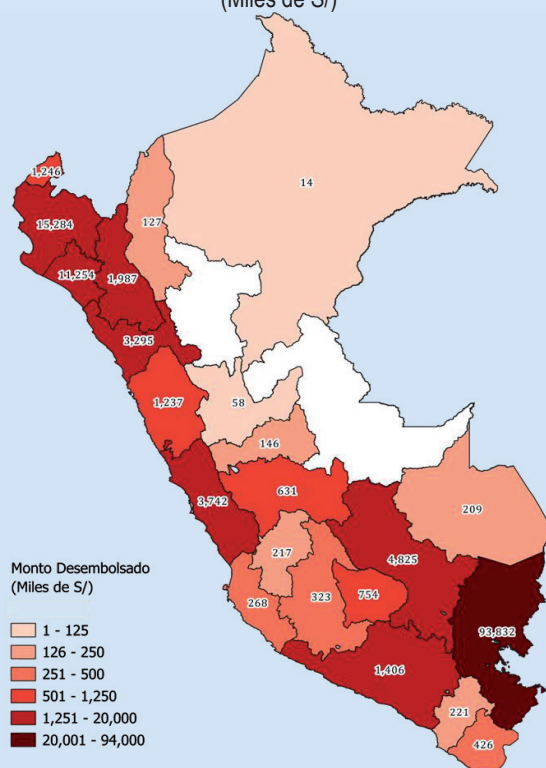 (Miles de S/)
14
1,246
127
15,284
11,254
1,987
3,295
1,237
58
146
3,742
631
209
4,825
217
268
323
754
93,832
1,406
221
426
Monto Desembolsado
(Miles de S/)
1 - 125
126 - 250
251 - 500
501 - 1,250
1,251 - 20,000
20,001 - 94,000